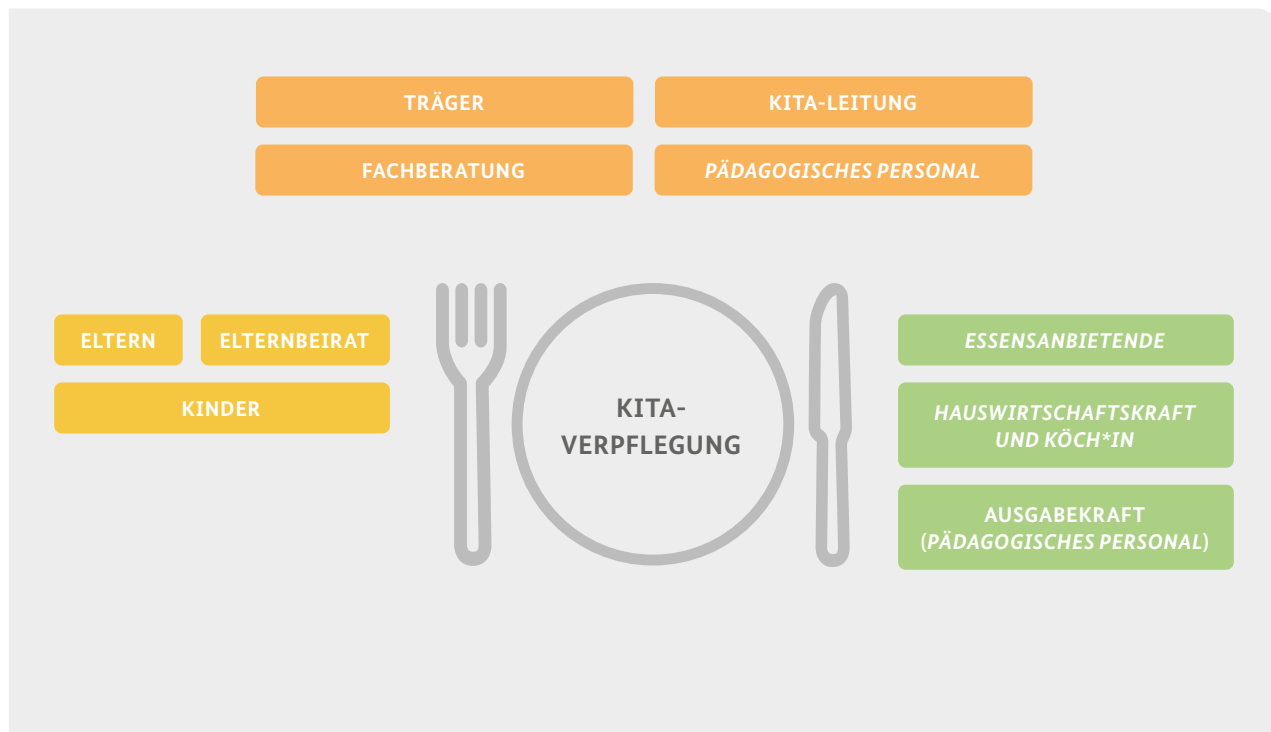 TRÄGER
KITA-LEITUNG
FACHBERATUNG
PÄDAGOGISCHES PERSONAL
ELTERN
ELTERNBEIRAT
KINDER
KITA-
VERPFLEGUNG
ESSENSANBIETENDE
HAUSWIRTSCHAFTSKRAFT
UND KÖCH*IN
AUSGABEKRAFT
(PÄDAGOGISCHES PERSONAL)